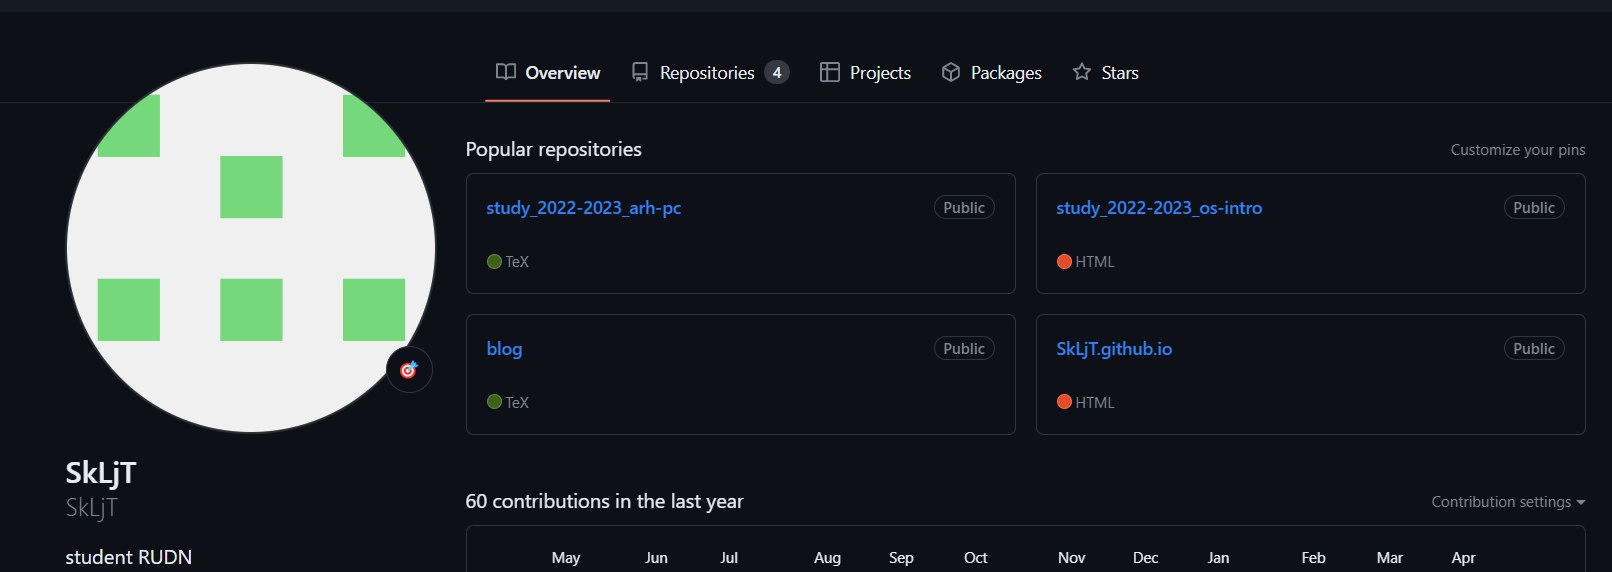 Overview Repositories 4 Projects Packages Stars
Popular repositories Customize your pins
study_2022-2023_arh-pc Public
TeX
study_2022-2023_os-intro Public
HTML
blog Public
TeX
SkLjT.github.io Public
HTML
SkLjT
SkLjT
student RUDN
60 contributions in the last year Contribution settings
May Jun Jul Aug Sep Oct Nov Dec Jan Feb Mar Apr